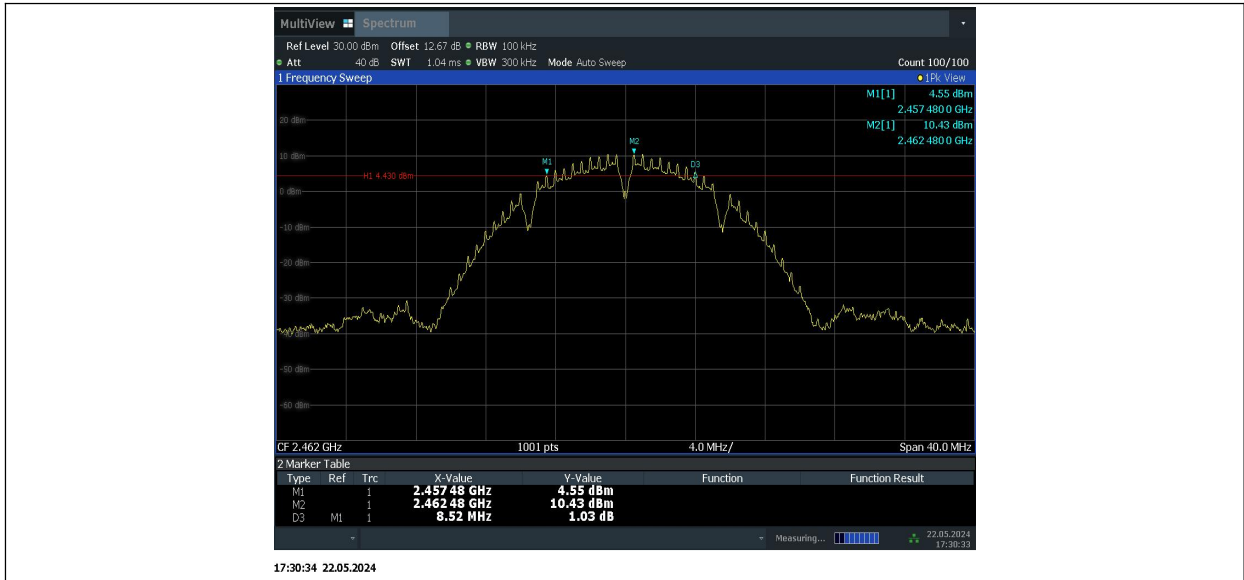 MultiView Spectrum
Ref Level 30.00 dBm Offset 12.67 dB RBW 100 kHz
Att 40 dB SWT 1.04 ms VBW 300 kHz Mode Auto Sweep Count 100/100
1 Frequency Sweep 1Pk View
M1[1] 4.55 dBm
2.457 480 0 GHz
20 dBm
M2[1] 10.43 dBm
2.462 480 0 GHz
M2
10 dBm
M1
D3
H1 4.430 dBm
0 dBm
-10 dBm
-20 dBm
-30 dBm
-40 dBm
-50 dBm
-60 dBm
CF 2.462 GHz 1001 pts 4.0 MHz/ Span 40.0 MHz
2 Marker Table
Type Ref Trc X-Value Y-Value Function Function Result
M1 1 2.457 48 GHz 4.55 dBm
M2 1 2.462 48 GHz 10.43 dBm
D3 M1 1 8.52 MHz 1.03 dB
Measuring... 22.05.2024
17:30:33
17:30:34 22.05.2024